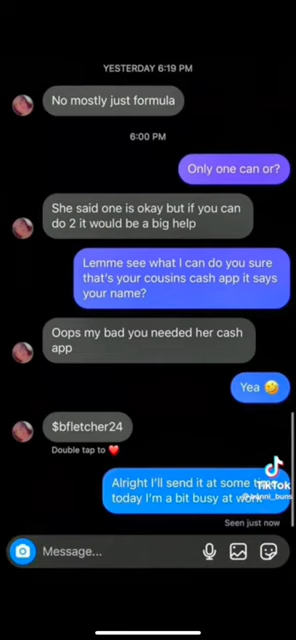 YESTERDAY 6:19 PM
No mostly just formula
6:00 PM
Only one can or?
She said one is okay but if you can
do 2 it would be a big help
Lemme see what I can do you sure
that's your cousins cash app it says
your name?
Oops my bad you needed her cash
app
Yea 🤣
$bfletcher24
Double tap to ❤️
Alright I'll send it at some
today I'm a bit busy at work
TikTok
Seen just now
Message...